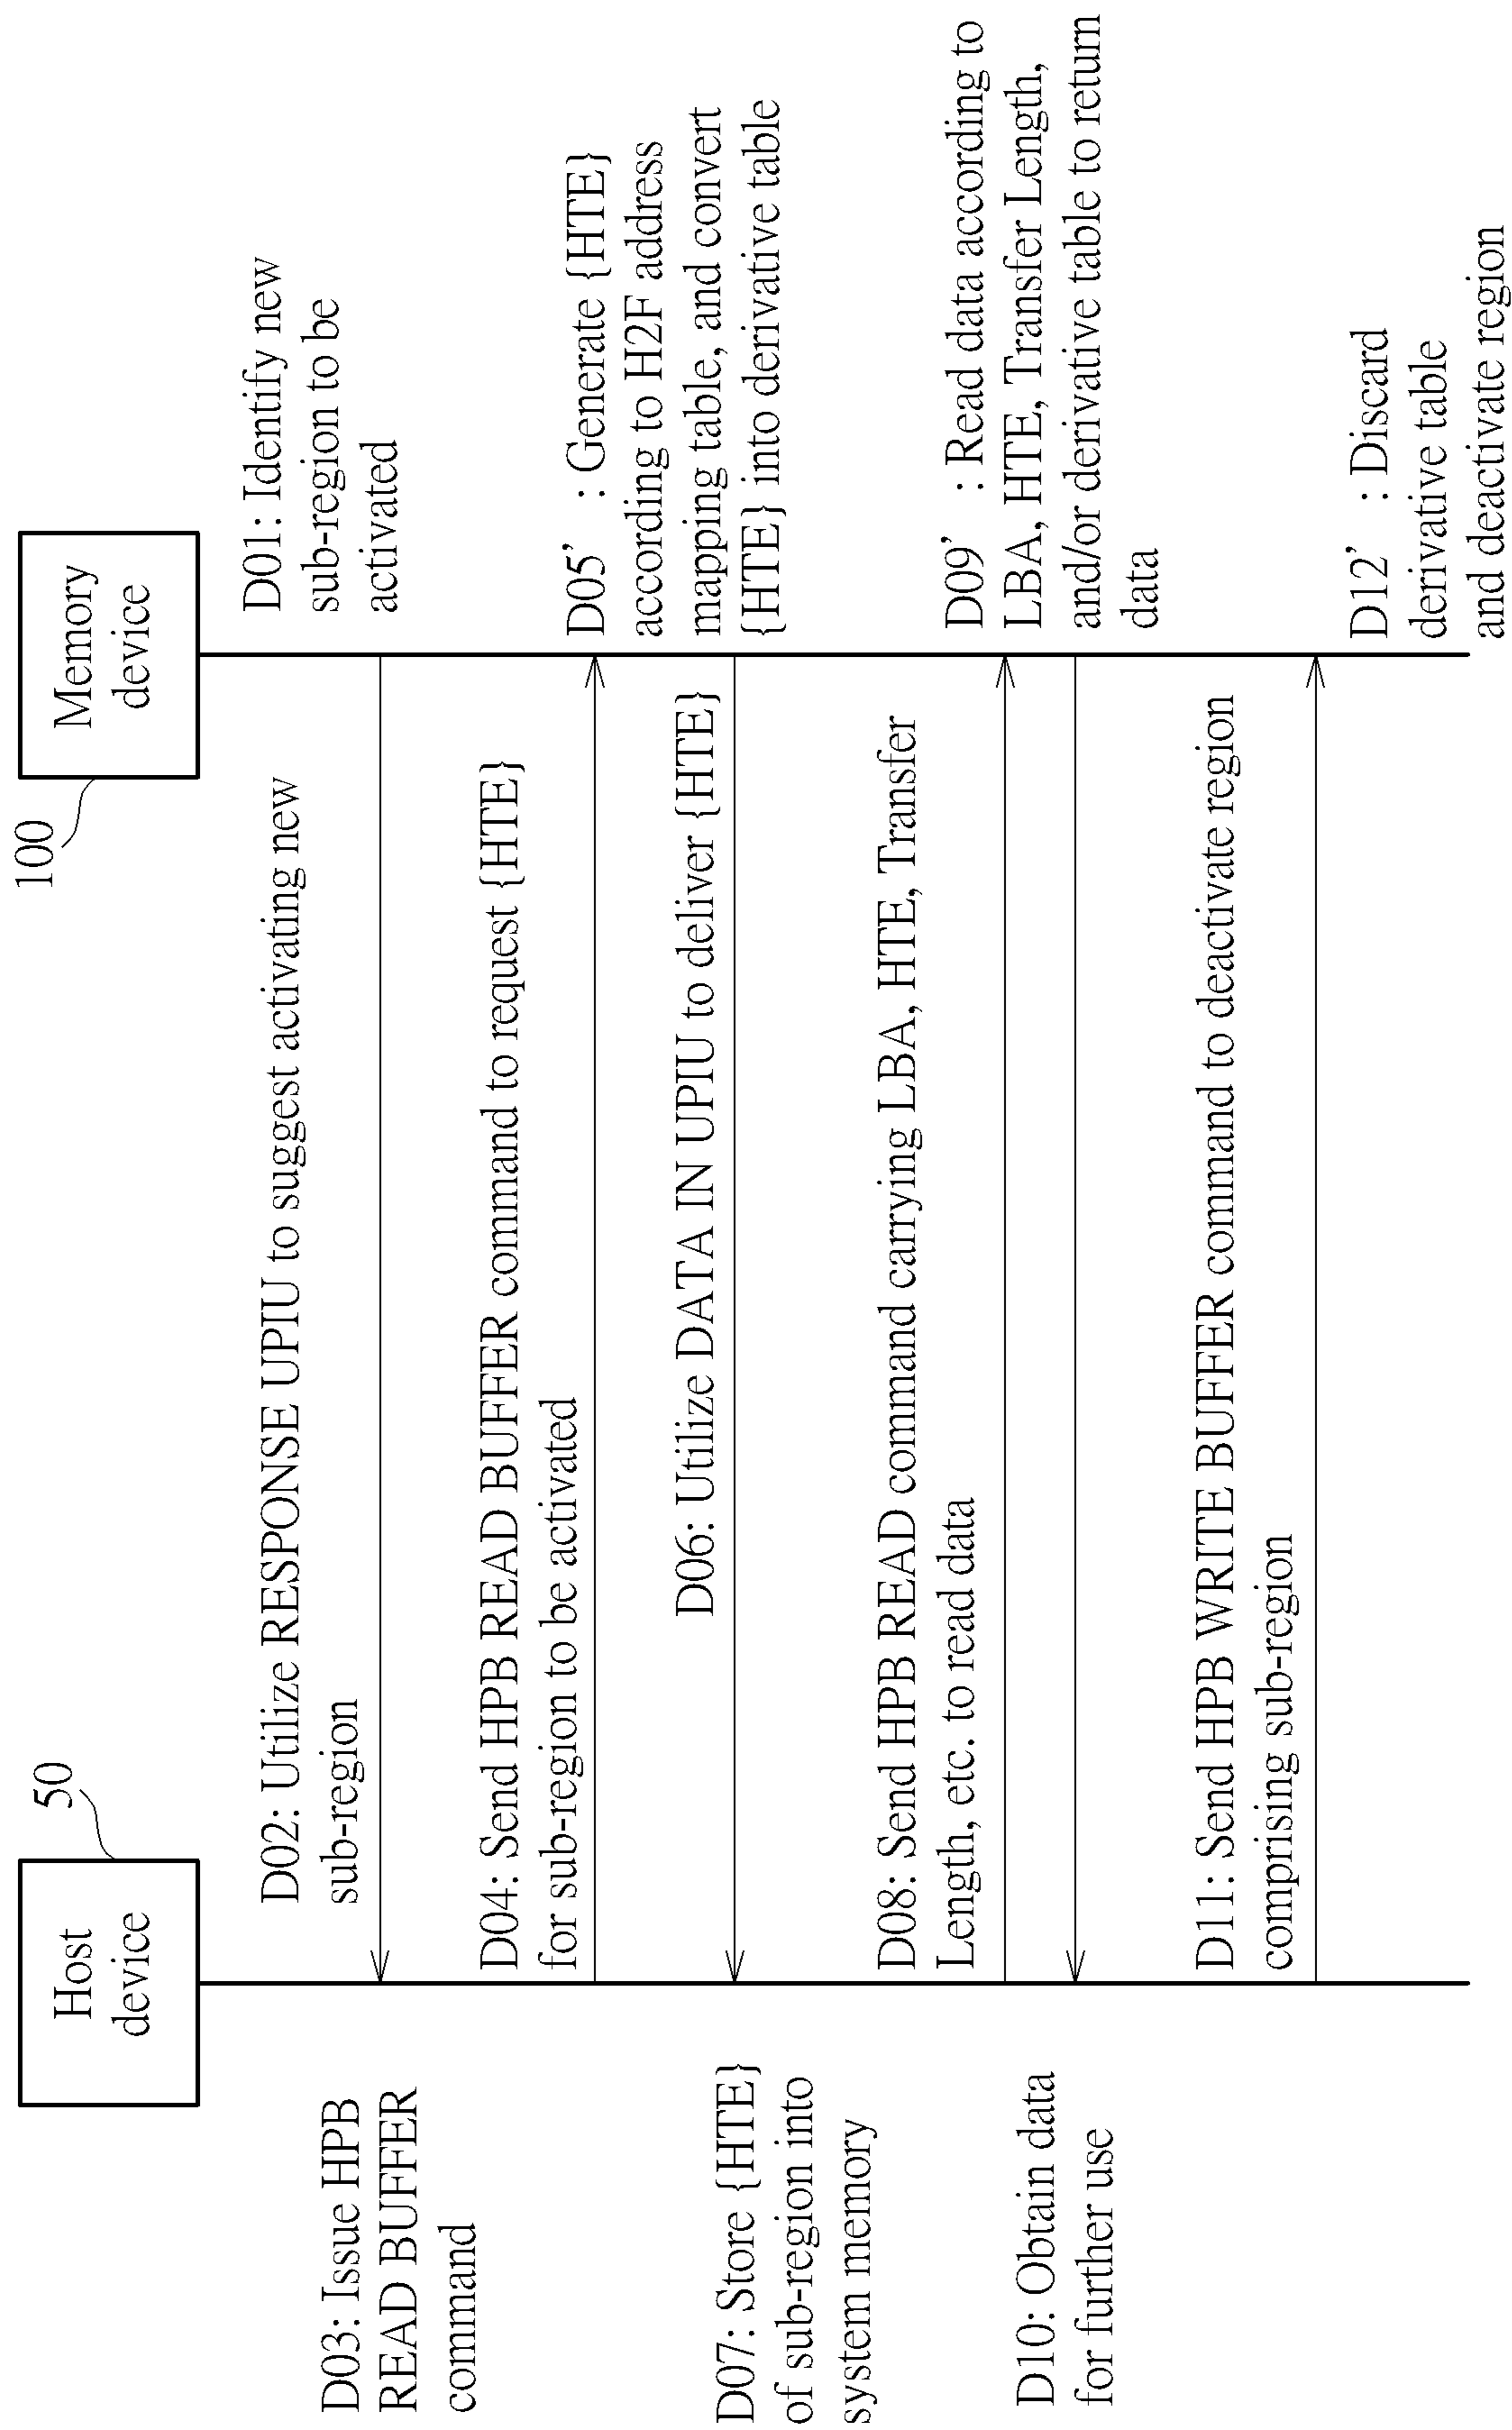 Host
device
50
Memory
device
100
D01: Identify new
sub-region to be
activated
D02: Utilize RESPONSE UPIU to suggest activating new
sub-region
D03: Issue HPB
READ BUFFER
command
D04: Send HPB READ BUFFER command to request {HTE}
for sub-region to be activated
D05’ : Generate {HTE}
according to H2F address
mapping table, and convert
{HTE} into derivative table
D06: Utilize DATA IN UPIU to deliver {HTE}
D07: Store {HTE}
of sub-region into
system memory
D08: Send HPB READ command carrying LBA, HTE, Transfer
Length, etc. to read data
D09’ : Read data according to
LBA, HTE, Transfer Length,
and/or derivative table to return
data
D10: Obtain data
for further use
D11: Send HPB WRITE BUFFER command to deactivate region
comprising sub-region
D12’ : Discard
derivative table
and deactivate region